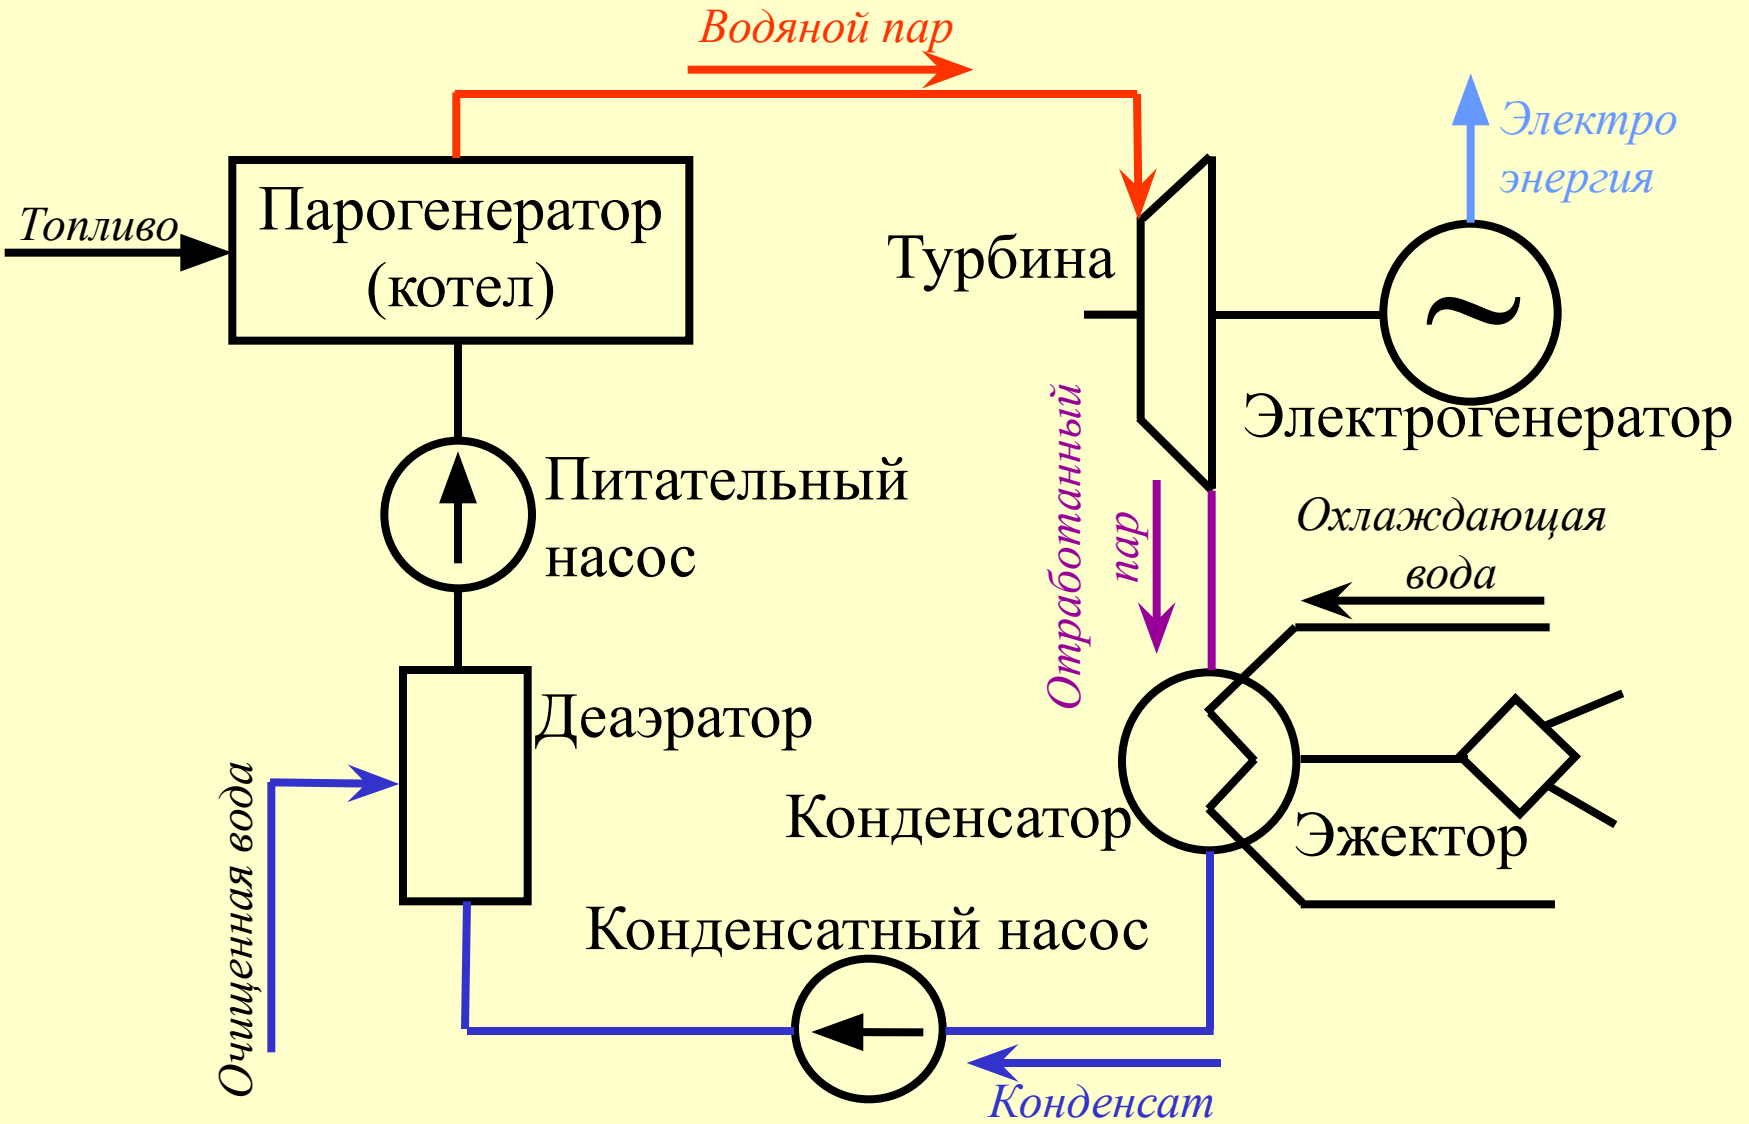 Водяной пар
Электро
энергия
Топливо
Парогенератор
(котел)
Турбина
~
Электрогенератор
Отработанный
пар
Питательный
насос
Охлаждающая
вода
Деаэратор
Очищенная вода
Конденсатор
Эжектор
Конденсатный насос
Конденсат